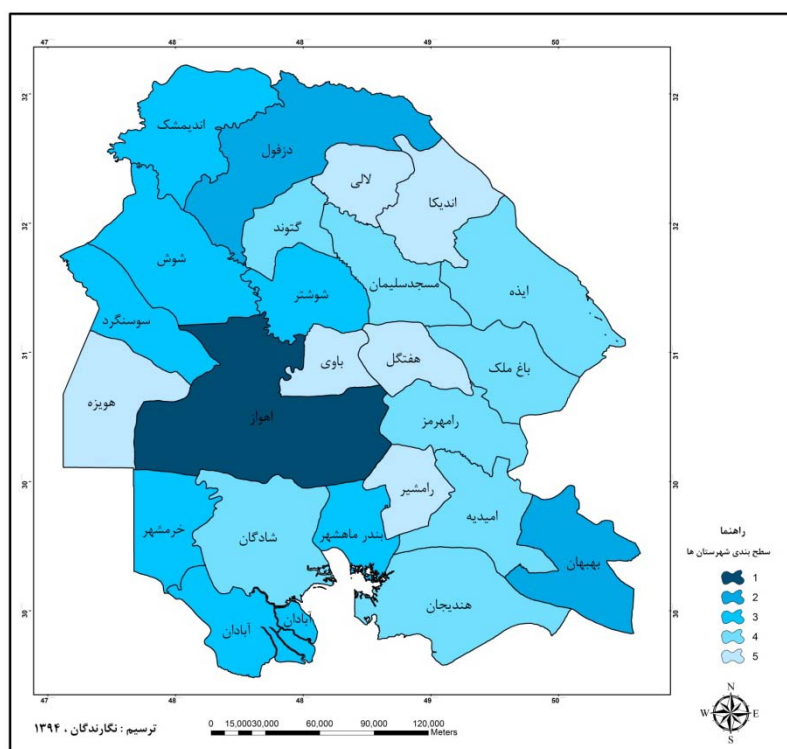 47 48 48 49 50
32 32
اندیمشک
دزفول
لالی
اندیکا
32 32
گتوند
شوش
ایذه
مسجدسلیمان
شوشتر
سوسنگرد
31 31
هفتگل
باوی
باغ ملک
هویزه
اهواز
رامهرمز
30 30
رامشیر
امیدیه
بندر ماهشهر
خرمشهر
شادگان
بهبهان
هندیجان
30 30
آبادان
آبادان
راهنما
سطح بندی شهرستان ها
1
2
3
4
5
47 48 48 49 50
N
W E
S
ترسیم : نگارندگان ، ۱۳۹۴
0 15,000 30,000 60,000 90,000 120,000
Meters